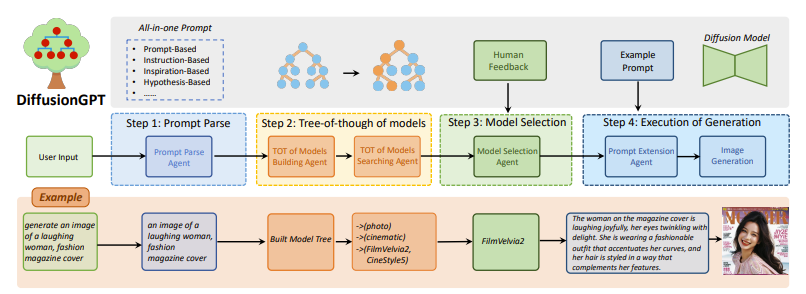 All-in-one Prompt
• Prompt-Based
• Instruction-Based
• Inspiration-Based
• Hypothesis-Based
• ......
Human
Feedback
Example
Prompt
Diffusion Model
DiffusionGPT
Step 1: Prompt Parse
Step 2: Tree-of-though of models
Step 3: Model Selection
Step 4: Execution of Generation
User Input
Prompt Parse
Agent
TOT of Models
Building Agent
TOT of Models
Searching Agent
Model Selection
Agent
Prompt Extension
Agent
Image
Generation
Example
generate an image
of a laughing
woman, fashion
magazine cover
an image of a
laughing woman,
fashion
magazine cover
Built Model Tree
->(photo)
->(cinematic)
->(FilmVelvia2,
CineStyle5)
FilmVelvia2
The woman on the magazine cover is
laughing joyfully, her eyes twinkling with
delight. She is wearing a fashionable
outfit that accentuates her curves, and
her hair is styled in a way that
complements her features.